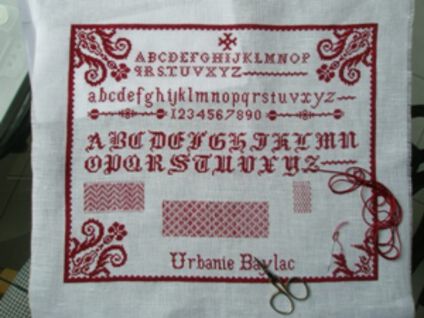 ABCDEFGHIJKLMNOP
QRSTUVXYZ
abcdefghijklmnopqrstuvxyz
1234567890
ABCDEFGHIJKLMN
OPQRSTUVXYZ
Urbanie Baylac